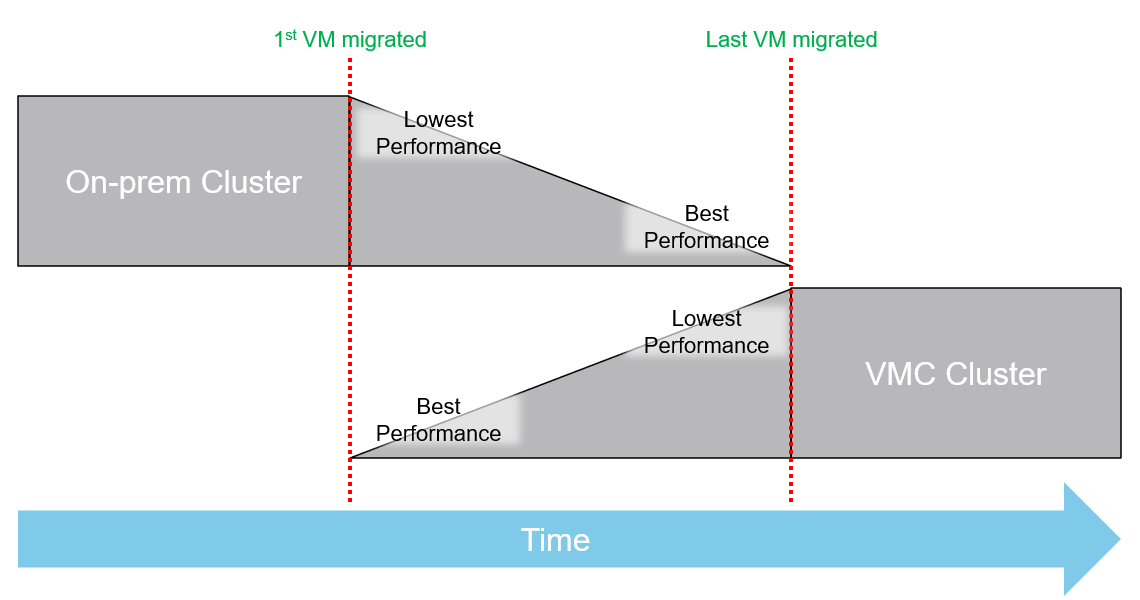 1st VM migrated
Last VM migrated
Lowest
Performance
On-prem Cluster
Best
Performance
Lowest
Performance
VMC Cluster
Best
Performance
Time